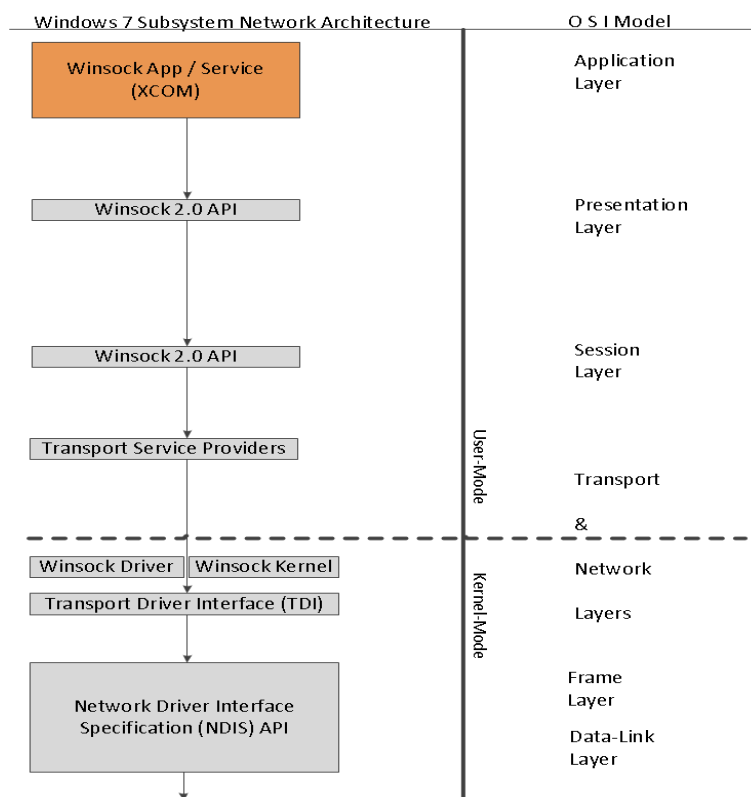 Windows 7 Subsystem Network Architecture
O S I Model
Winsock App / Service
(XCOM)
Application
Layer
Winsock 2.0 API
Presentation
Layer
Winsock 2.0 API
Session
Layer
Transport Service Providers
User-Mode
Transport
&
Winsock Driver
Winsock Kernel
Kernel-Mode
Network
Transport Driver Interface (TDI)
Layers
Network Driver Interface
Specification (NDIS) API
Frame
Layer
Data-Link
Layer